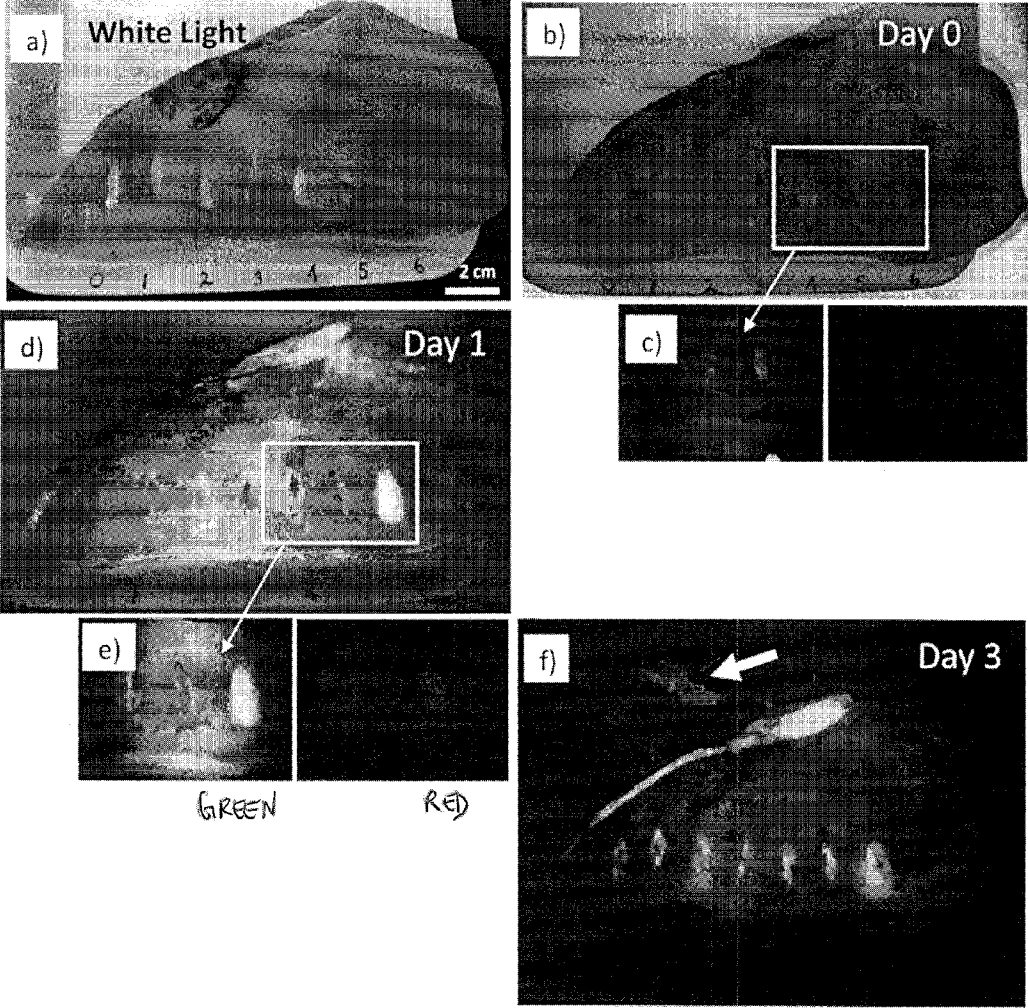 a)
White Light
0 1 2 3 4 5 6
2 cm
b)
Day 0
c)
d)
Day 1
e)
GREEN RED
f)
Day 3